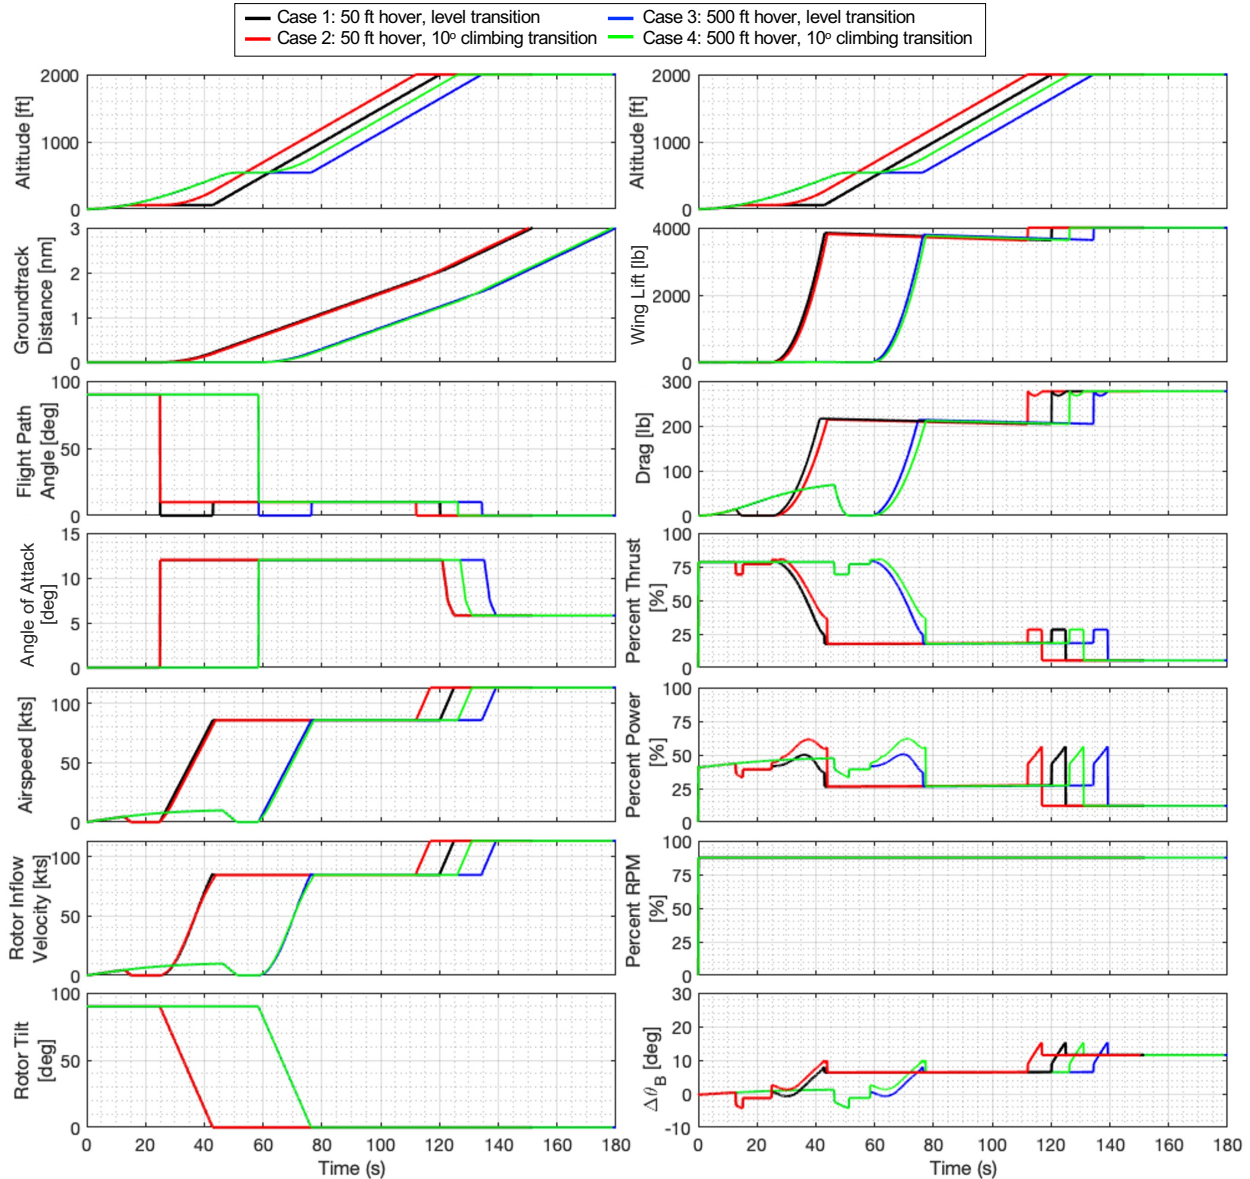 Case 1: 50 ft hover, level transition
Case 3: 500 ft hover, level transition
Case 2: 50 ft hover, 10º climbing transition
Case 4: 500 ft hover, 10º climbing transition
Altitude [ft]
2000
1000
0
Altitude [ft]
2000
1000
0
Groundtrack
Distance [nm]
3
2
1
0
Wing Lift [lb]
4000
2000
0
Flight Path
Angle [deg]
100
50
0
Drag [lb]
300
200
100
0
Angle of Attack
[deg]
15
10
5
0
Percent Thrust
[%]
100
75
50
25
0
Airspeed [kts]
100
50
0
Percent Power
[%]
100
75
50
25
0
Rotor Inflow
Velocity [kts]
100
50
0
Percent RPM
[%]
100
75
50
25
0
Rotor Tilt
[deg]
100
50
0
0 20 40 60 80 100 120 140 160 180
Time (s)
Δθ_B [deg]
30
20
10
0
-10
0 20 40 60 80 100 120 140 160 180
Time (s)